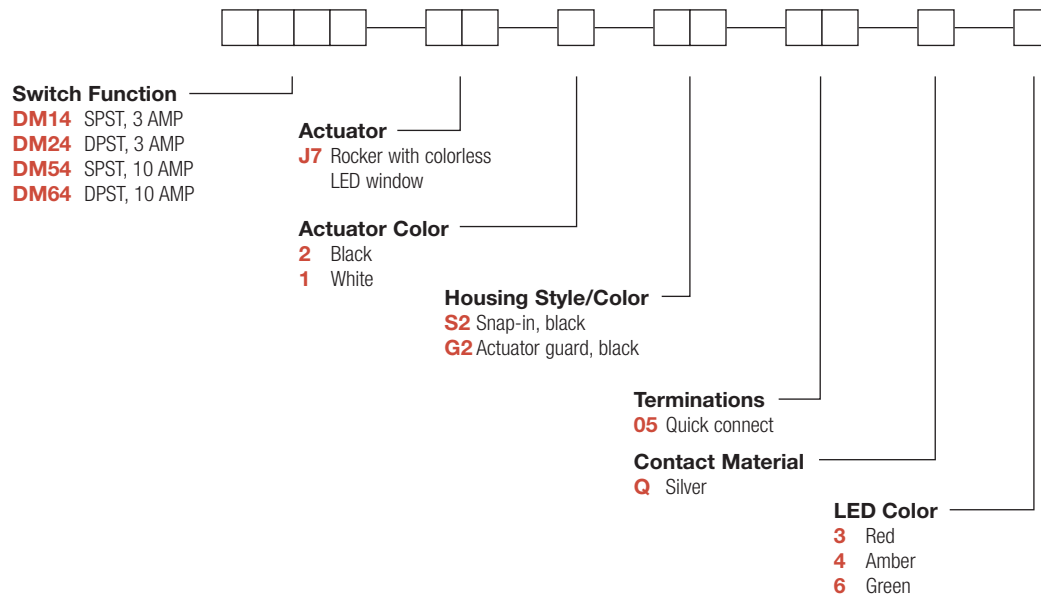 Switch Function
DM14 SPST, 3 AMP
DM24 DPST, 3 AMP
DM54 SPST, 10 AMP
DM64 DPST, 10 AMP
Actuator
J7 Rocker with colorless
LED window
Actuator Color
2 Black
1 White
Housing Style/Color
S2 Snap-in, black
G2 Actuator guard, black
Terminations
05 Quick connect
Contact Material
Q Silver
LED Color
3 Red
4 Amber
6 Green